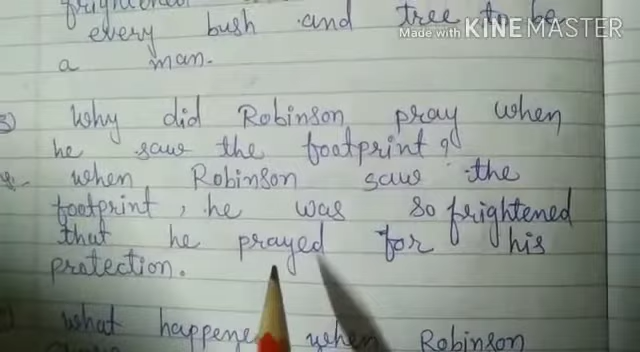 frightened
every bush and tree to be
Made with KINEMASTER
a man.
3) Why did Robinson pray when
he saw the footprint?
when Robinson saw the
footprint, he was so frightened
that he prayed for his
protection.
what happened when Robinson